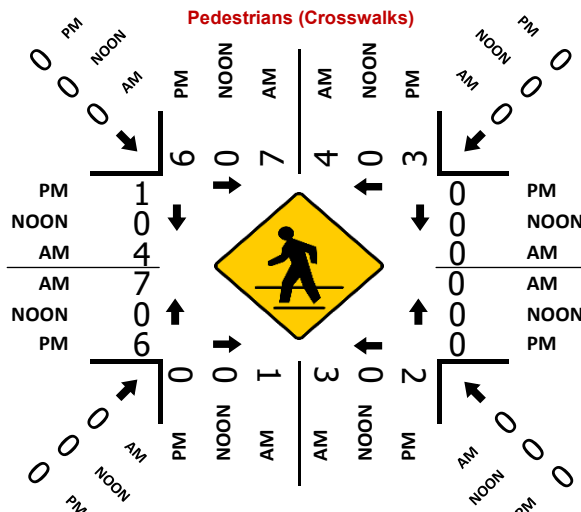 Pedestrians (Crosswalks)
PM NOON AM
0 0 0
PM NOON AM AM NOON PM
6 0 7 4 0 3
PM NOON AM
0 0 0
PM 1
NOON 0
AM 4
AM 7
NOON 0
PM 6
0 PM
0 NOON
0 AM
0 AM
0 NOON
0 PM
0 0 1 3 0 2
PM NOON AM AM NOON PM
0 0 0
AM NOON PM
0 0 0
AM NOON PM